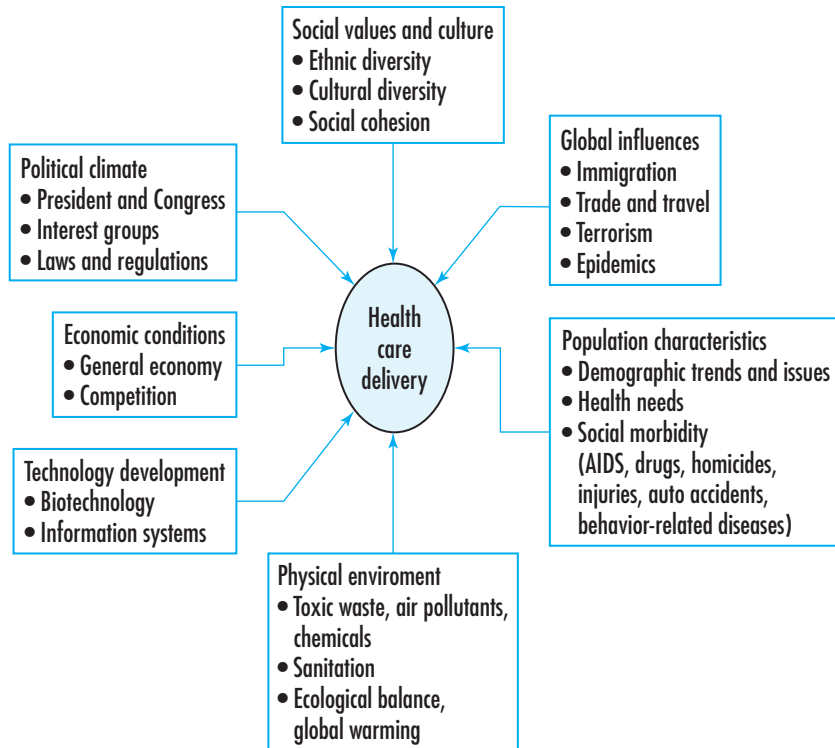 Social values and culture
• Ethnic diversity
• Cultural diversity
• Social cohesion
Global influences
• Immigration
• Trade and travel
• Terrorism
• Epidemics
Political climate
• President and Congress
• Interest groups
• Laws and regulations
Health
care
delivery
Economic conditions
• General economy
• Competition
Population characteristics
• Demographic trends and issues
• Health needs
• Social morbidity
(AIDS, drugs, homicides,
injuries, auto accidents,
behavior-related diseases)
Technology development
• Biotechnology
• Information systems
Physical enviroment
• Toxic waste, air pollutants,
chemicals
• Sanitation
• Ecological balance,
global warming